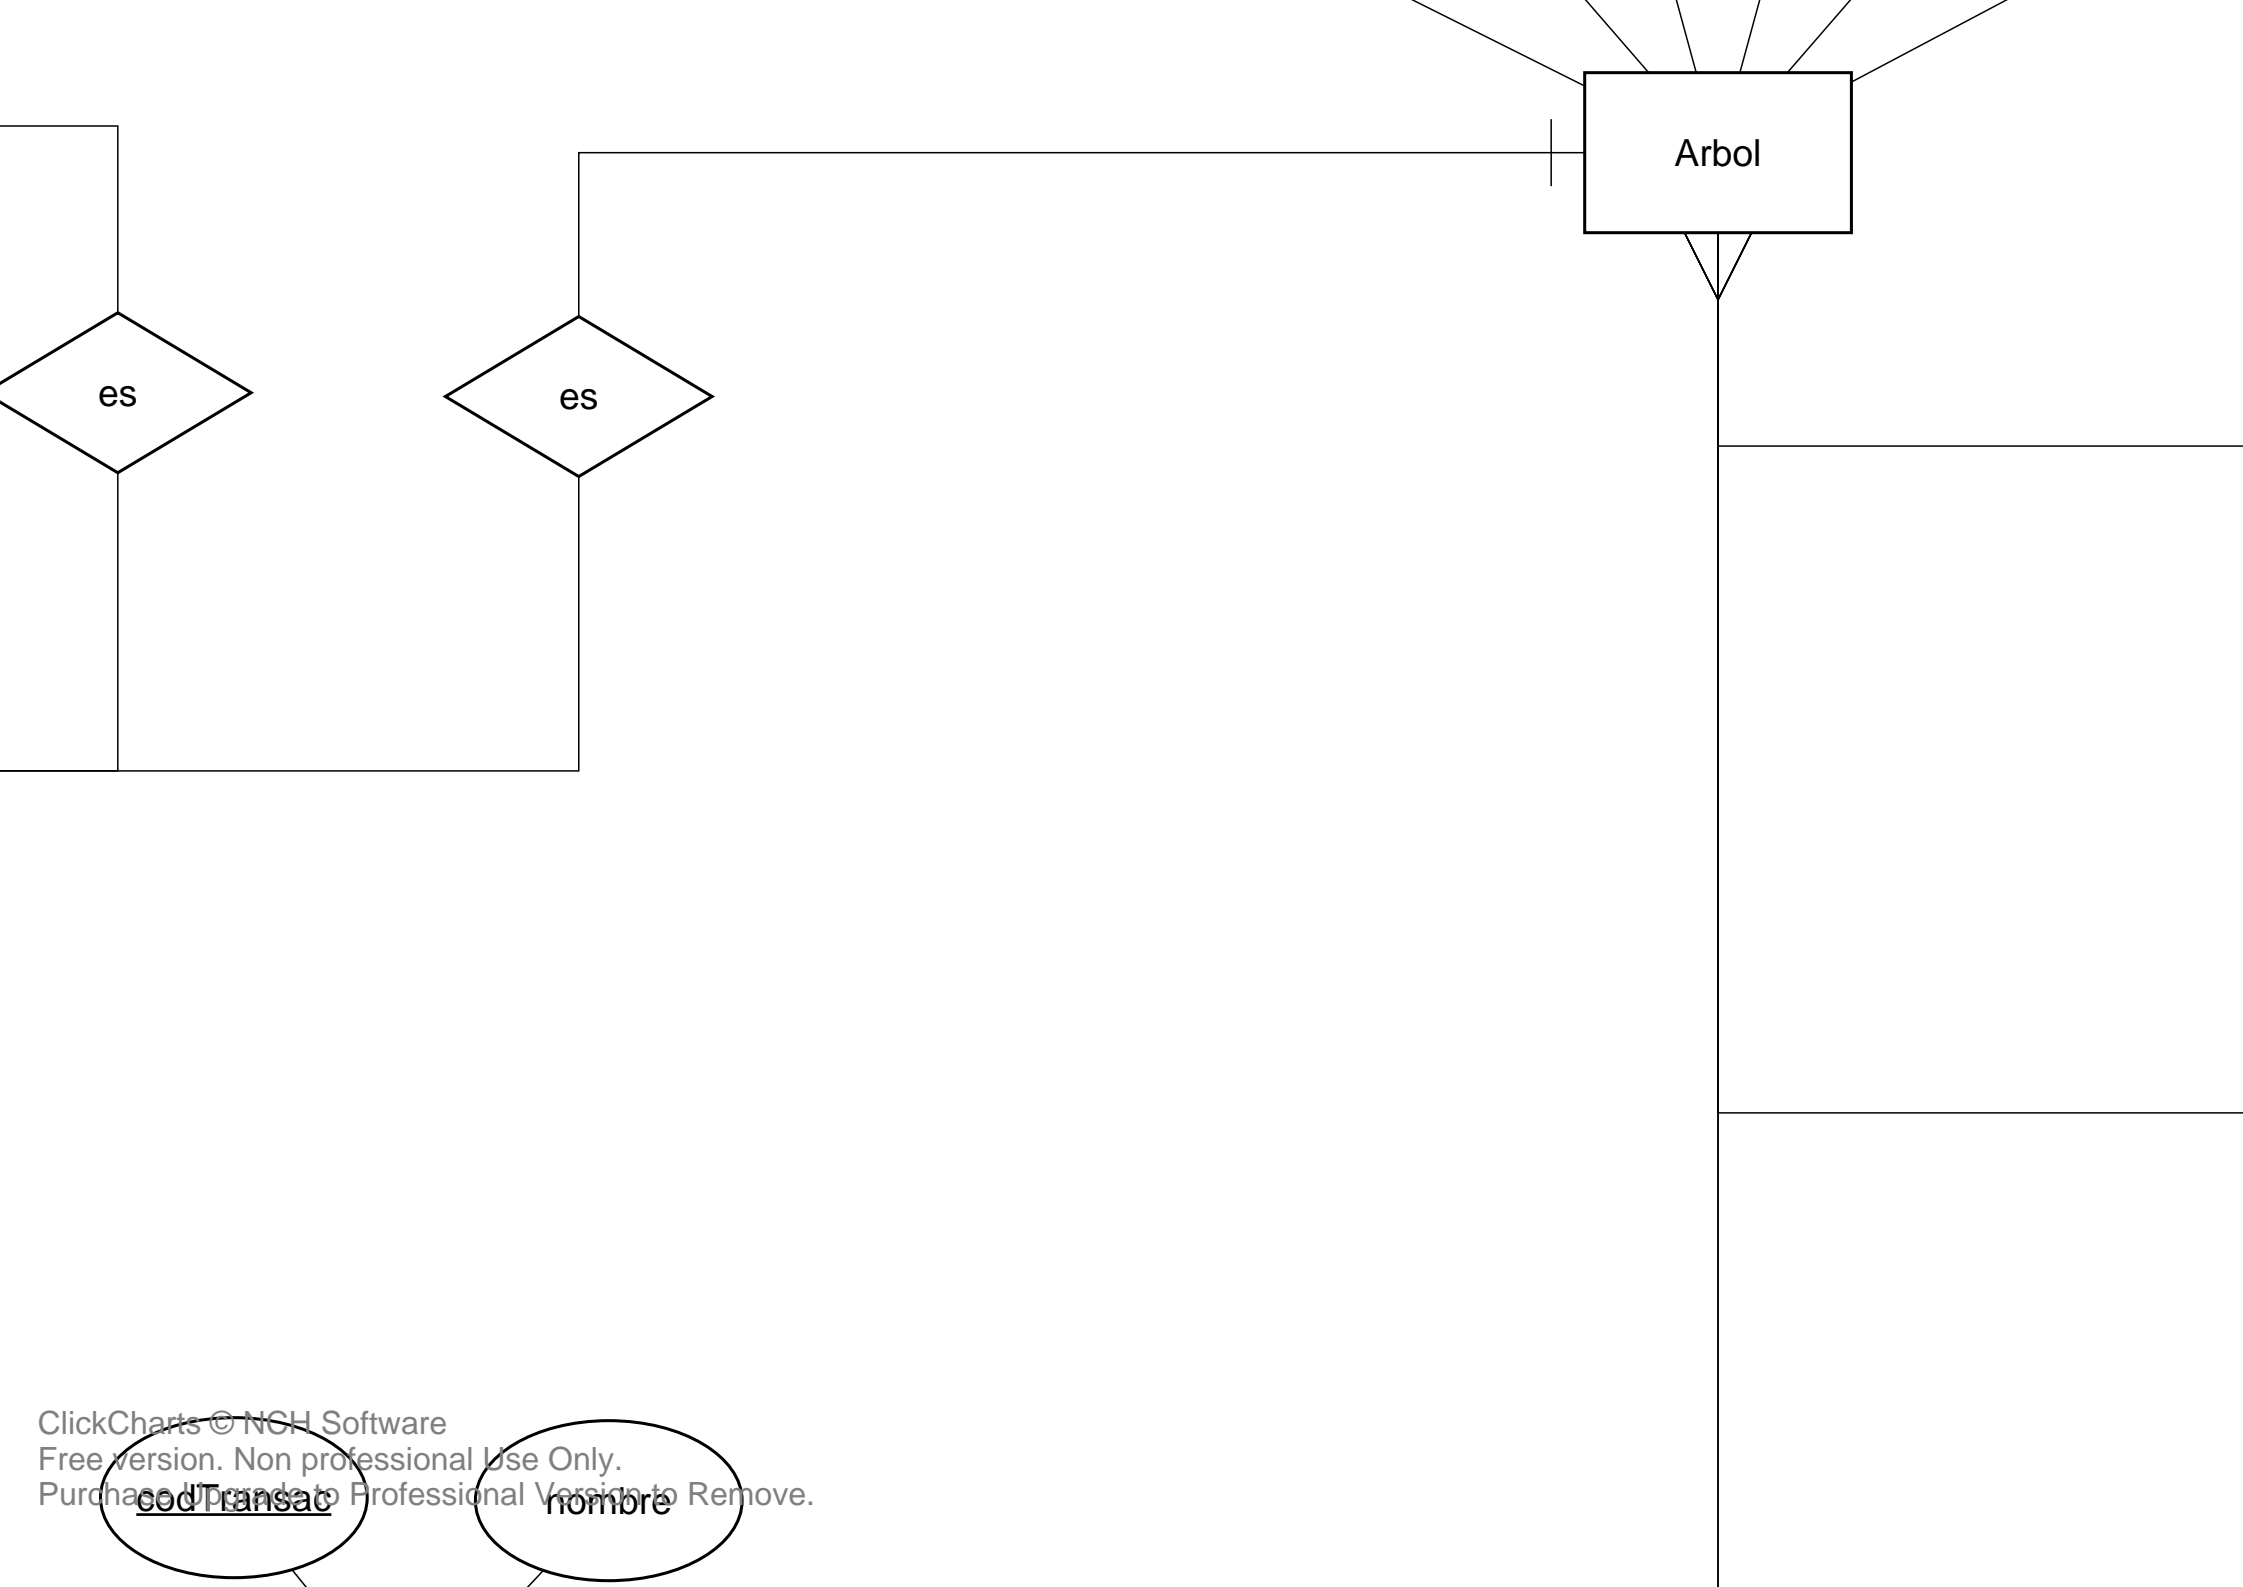 Arbol
es
es
ClickCharts © NCH Software
Free version. Non professional Use Only.
Purchase Upgrade to Professional Version to Remove.
codTransac
nombre